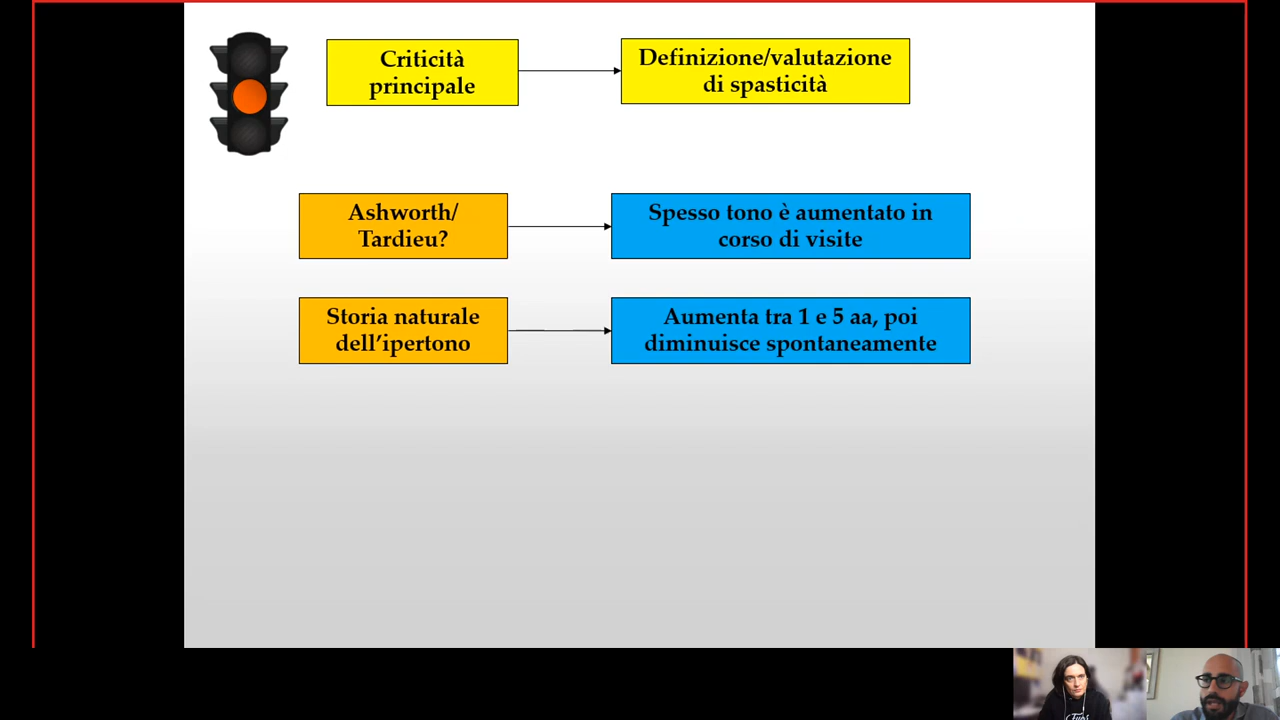 Criticità
principale
Definizione/valutazione
di spasticità
Ashworth/
Tardieu?
Spesso tono è aumentato in
corso di visite
Storia naturale
dell’ipertono
Aumenta tra 1 e 5 aa, poi
diminuisce spontaneamente